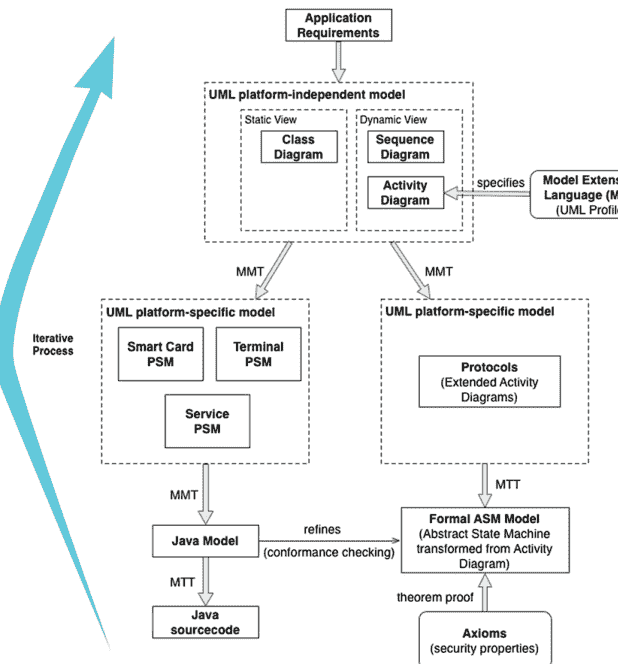 Application
Requirements
UML platform-independent model
Static View
Dynamic View
Class
Diagram
Sequence
Diagram
Activity
Diagram
specifies
Model Extens
Language (M
(UML Profile
MMT
MMT
UML platform-specific model
UML platform-specific model
Iterative
Process
Smart Card
PSM
Terminal
PSM
Service
PSM
Protocols
(Extended Activity
Diagrams)
MMT
MTT
Java Model
refines
(conformance checking)
Formal ASM Model
(Abstract State Machine
transformed from Activity
Diagram)
MTT
theorem proof
Java
sourcecode
Axioms
(security properties)